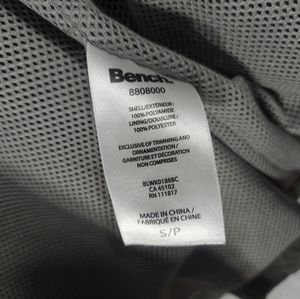 Bench.
8808000
SHELL/EXTÉRIEUR:
100% POLYAMIDE
LINING/DOUBLURE:
100% POLYESTER
EXCLUSIVE OF TRIMMING AND
ORNAMENTATION/
GARNITURE ET DÉCORATION
NON COMPRISES
BLWK0186BC
CA 45102
RN 111817
MADE IN CHINA/
FABRIQUÉ EN CHINE
S/P